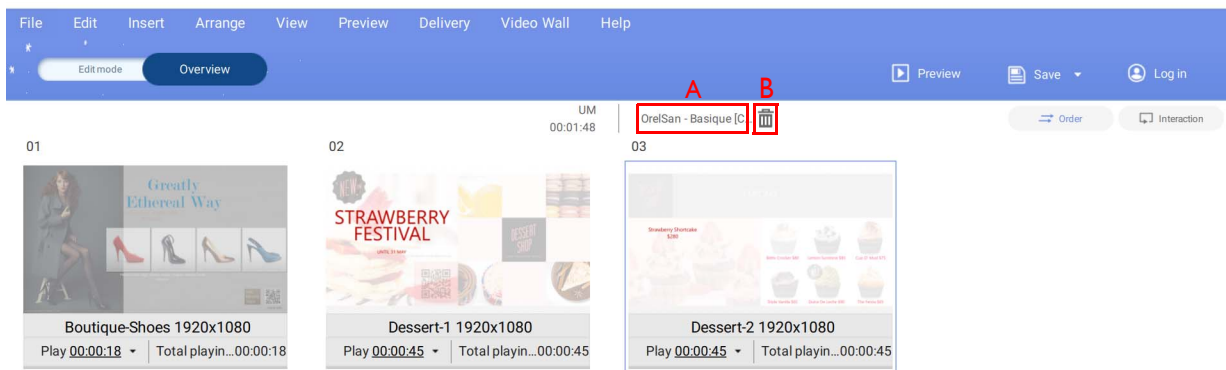 File Edit Insert Arrange View Preview Delivery Video Wall Help
Edit mode Overview Preview Save Log in
A B
UM
00:01:48
OrelSan - Basique [C... Order Interaction
01 02 03
Greatly
Ethereal Way
NEW
STRAWBERRY
FESTIVAL
UNTIL 31 MAY
DESSERT
SHOP
Strawberry Shortcake
$280
Boutique-Shoes 1920x1080 Dessert-1 1920x1080 Dessert-2 1920x1080
Play 00:00:18 Total playin...00:00:18 Play 00:00:45 Total playin...00:00:45 Play 00:00:45 Total playin...00:00:45